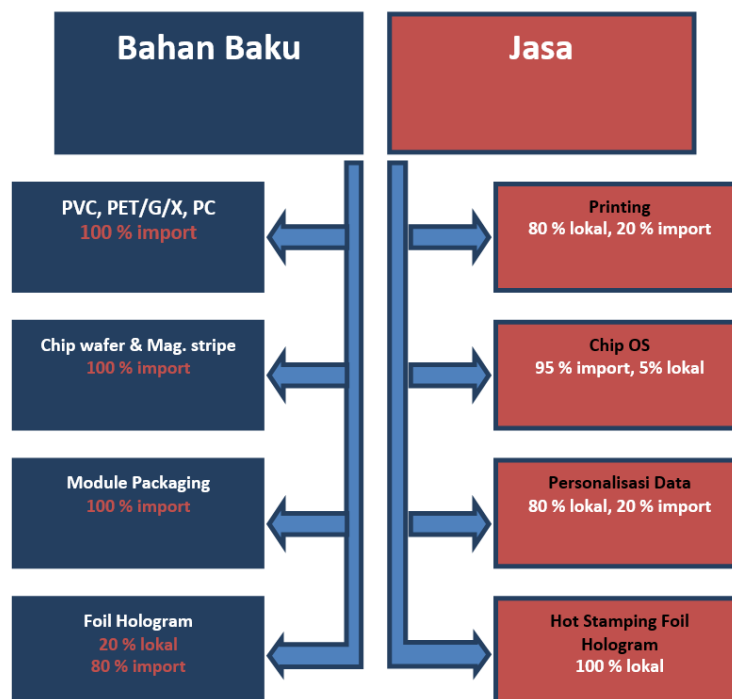 Bahan Baku
Jasa
PVC, PET/G/X, PC
100 % import
Printing
80 % lokal, 20 % import
Chip wafer & Mag. stripe
100 % import
Chip OS
95 % import, 5% lokal
Module Packaging
100 % import
Personalisasi Data
80 % lokal, 20 % import
Foil Hologram
20 % lokal
80 % import
Hot Stamping Foil
Hologram
100 % lokal